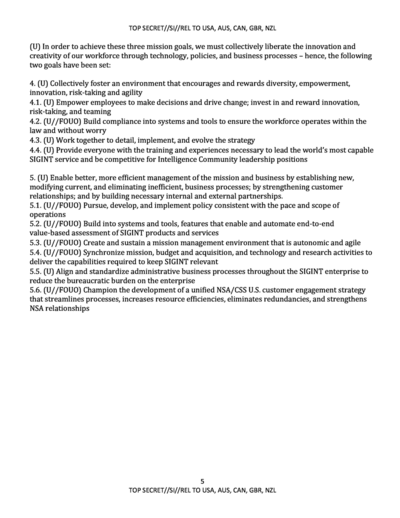 TOP SECRET//SI//REL TO USA, AUS, CAN, GBR, NZL
(U) In order to achieve these three mission goals, we must collectively liberate the innovation and
creativity of our workforce through technology, policies, and business processes – hence, the following
two goals have been set:
4. (U) Collectively foster an environment that encourages and rewards diversity, empowerment,
innovation, risk-taking and agility
4.1. (U) Empower employees to make decisions and drive change; invest in and reward innovation,
risk-taking, and teaming
4.2. (U//FOUO) Build compliance into systems and tools to ensure the workforce operates within the
law and without worry
4.3. (U) Work together to detail, implement, and evolve the strategy
4.4. (U) Provide everyone with the training and experiences necessary to lead the world's most capable
SIGINT service and be competitive for Intelligence Community leadership positions
5. (U) Enable better, more efficient management of the mission and business by establishing new,
modifying current, and eliminating inefficient, business processes; by strengthening customer
relationships; and by building necessary internal and external partnerships.
5.1. (U//FOUO) Pursue, develop, and implement policy consistent with the pace and scope of
operations
5.2. (U//FOUO) Build into systems and tools, features that enable and automate end-to-end
value-based assessment of SIGINT products and services
5.3. (U//FOUO) Create and sustain a mission management environment that is autonomic and agile
5.4. (U//FOUO) Synchronize mission, budget and acquisition, and technology and research activities to
deliver the capabilities required to keep SIGINT relevant
5.5. (U) Align and standardize administrative business processes throughout the SIGINT enterprise to
reduce the bureaucratic burden on the enterprise
5.6. (U//FOUO) Champion the development of a unified NSA/CSS U.S. customer engagement strategy
that streamlines processes, increases resource efficiencies, eliminates redundancies, and strengthens
NSA relationships
5
TOP SECRET//SI//REL TO USA, AUS, CAN, GBR, NZL